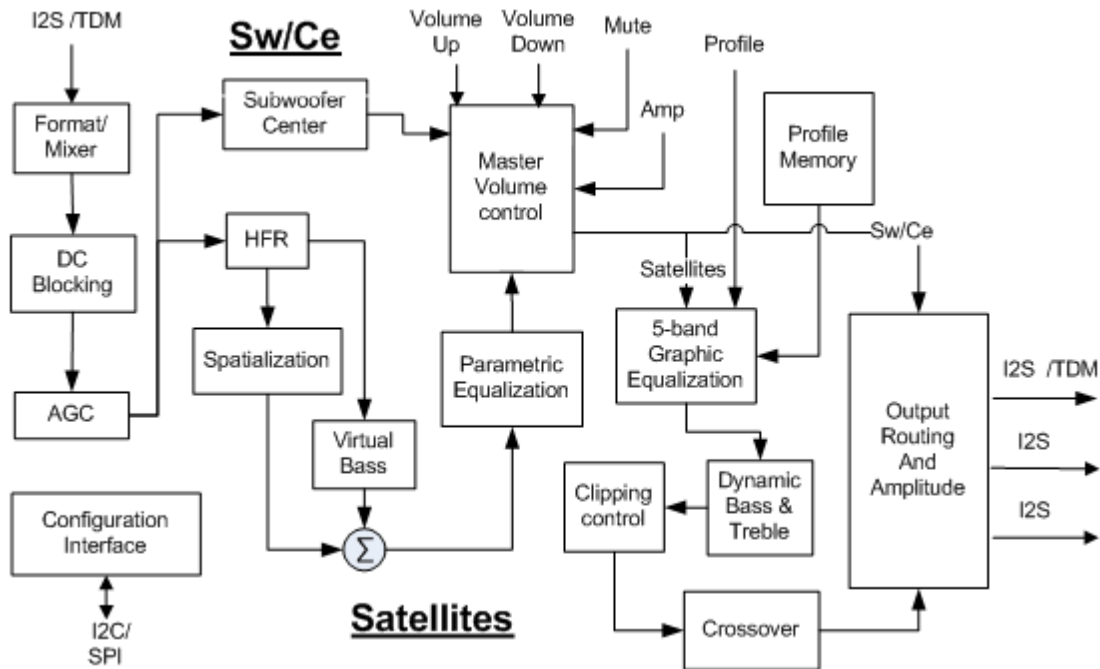 I2S /TDM
Sw/Ce
Volume
Up
Volume
Down
Mute
Profile
Amp
Format/
Mixer
Subwoofer
Center
Master
Volume
control
Profile
Memory
DC
Blocking
HFR
Sw/Ce
Satellites
Spatialization
Parametric
Equalization
5-band
Graphic
Equalization
AGC
Virtual
Bass
Output
Routing
And
Amplitude
I2S /TDM
I2S
I2S
Configuration
Interface
Σ
Clipping
control
Dynamic
Bass &
Treble
I2C/
SPI
Satellites
Crossover